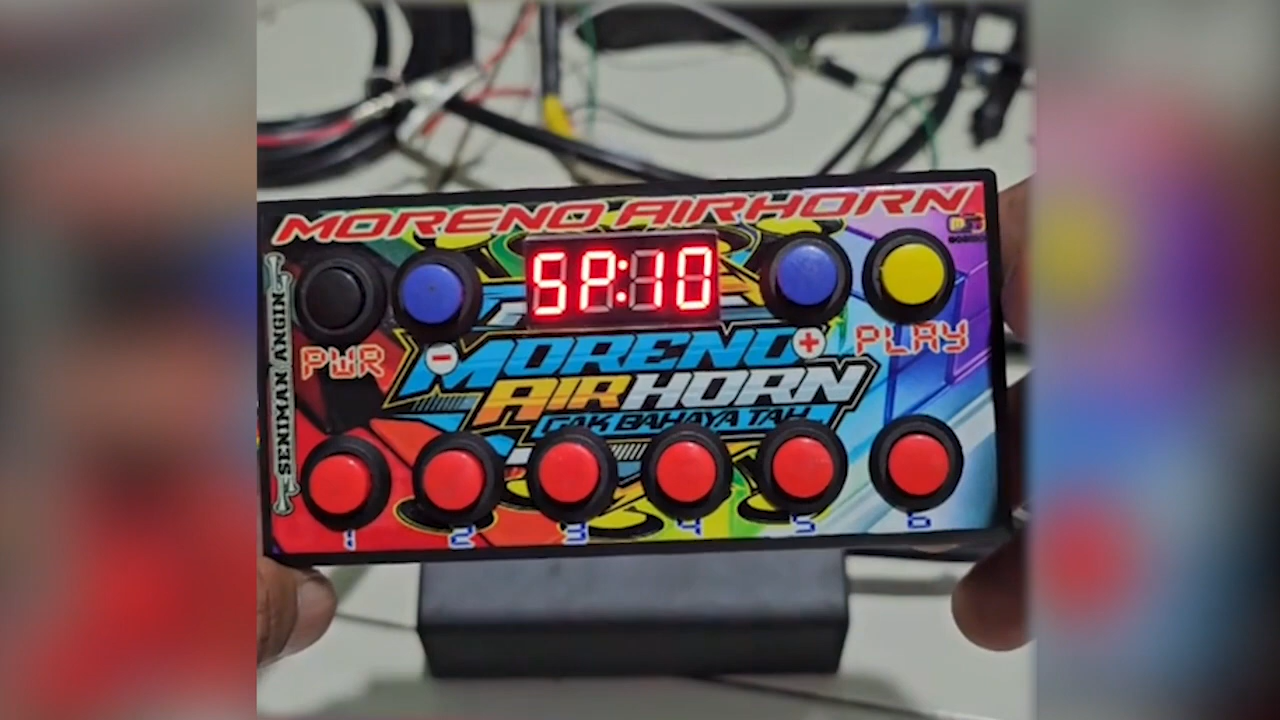 MORENO AIRHORN
SP:10
PWR
-
+
PLAY
SENIMAN ANGIN
MORENO
AIRHORN
GAK BAHAYA TAH
1 2 3 4 5 6